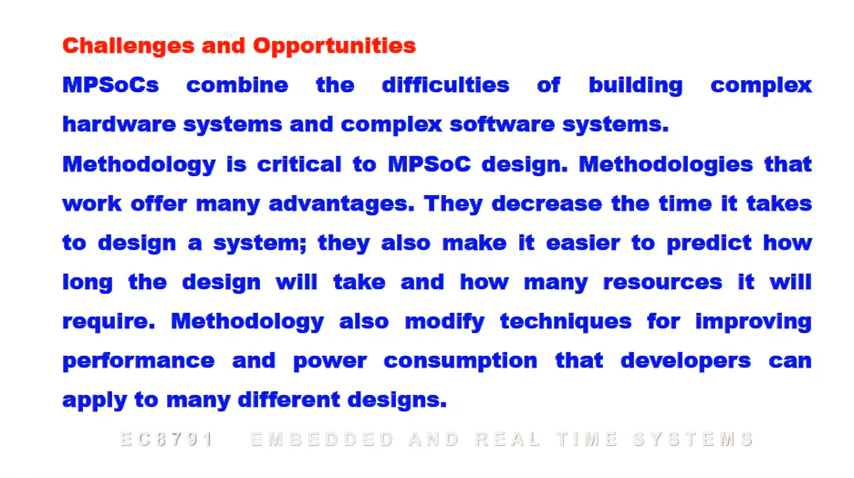 Challenges and Opportunities
MPSoCs combine the difficulties of building complex
hardware systems and complex software systems.
Methodology is critical to MPSoC design. Methodologies that
work offer many advantages. They decrease the time it takes
to design a system; they also make it easier to predict how
long the design will take and how many resources it will
require. Methodology also modify techniques for improving
performance and power consumption that developers can
apply to many different designs.
EC8791 EMBEDDED AND REAL TIME SYSTEMS